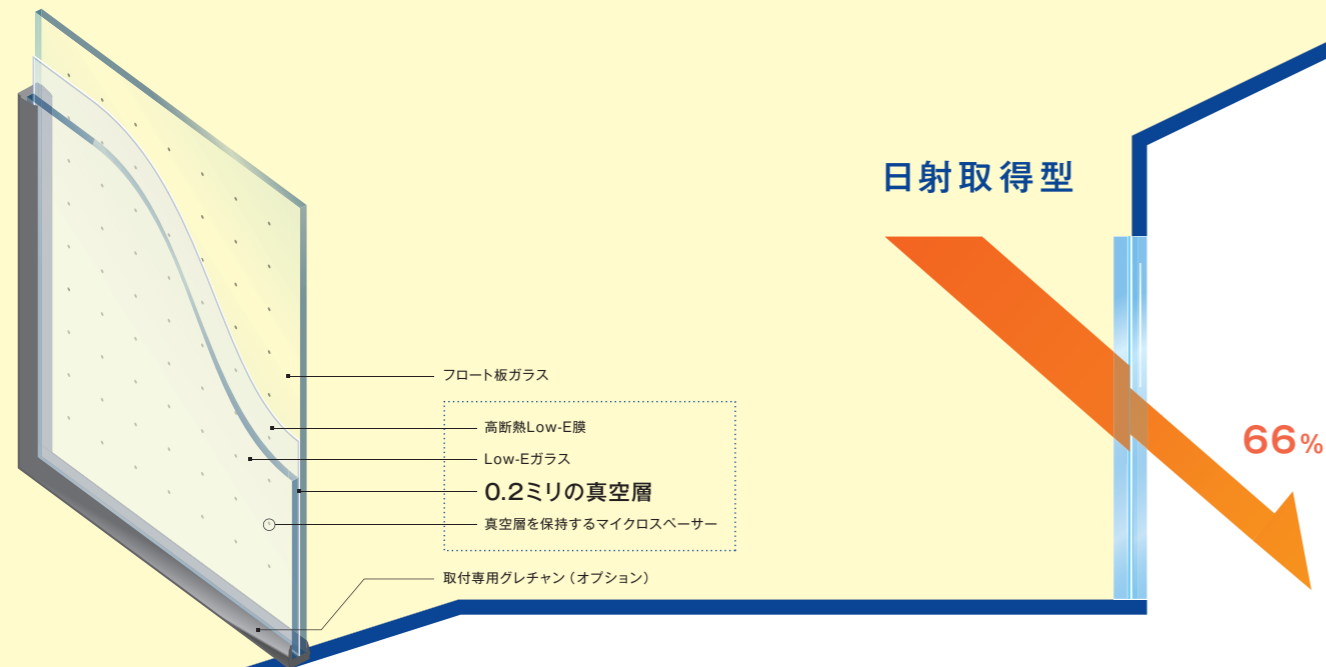 日射取得型
フロート板ガラス
高断熱Low-E膜
Low-Eガラス
0.2ミリの真空層
真空層を保持するマイクロスペーサー
取付専用グレチャン（オプション）
66%